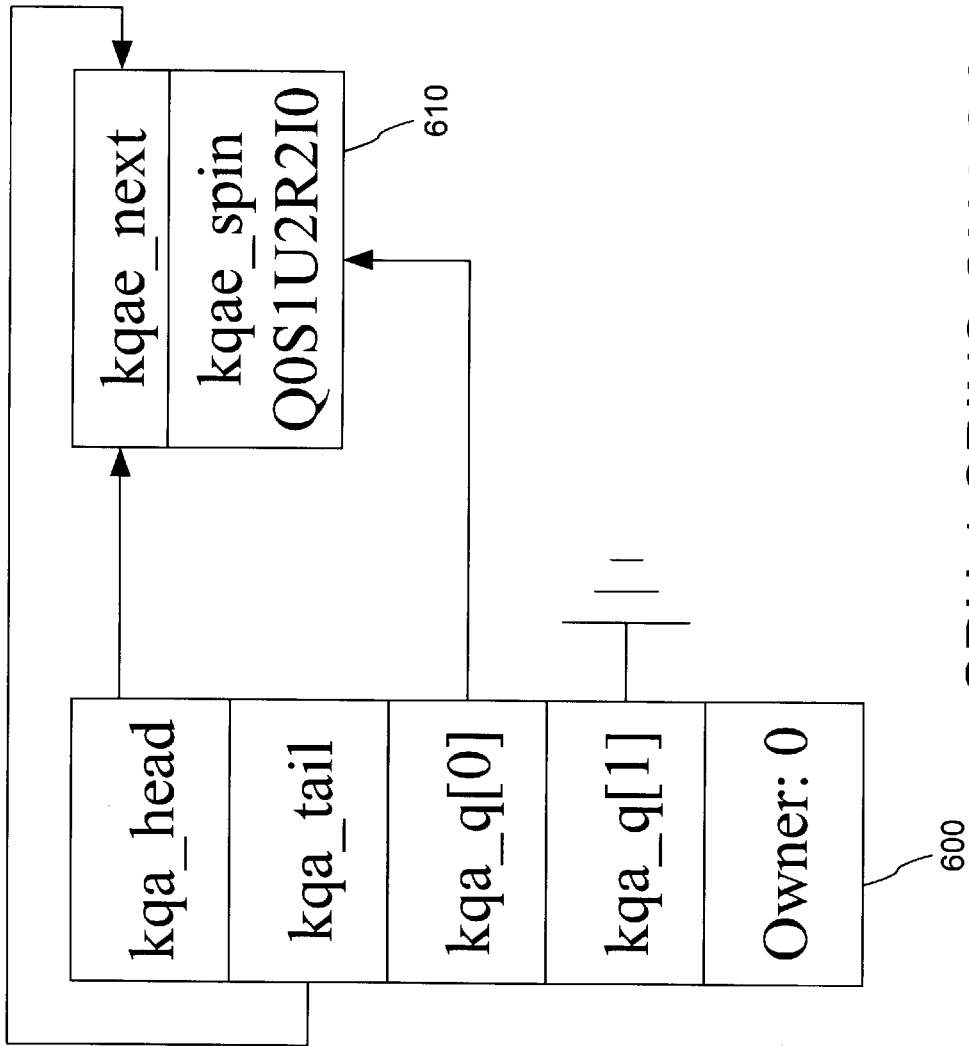 kqa_head
kqa_tail
kqa_q[0]
kqa_q[1]
Owner: 0
600
kqae_next
kqae_spin
Q0S1U2R2I0
610